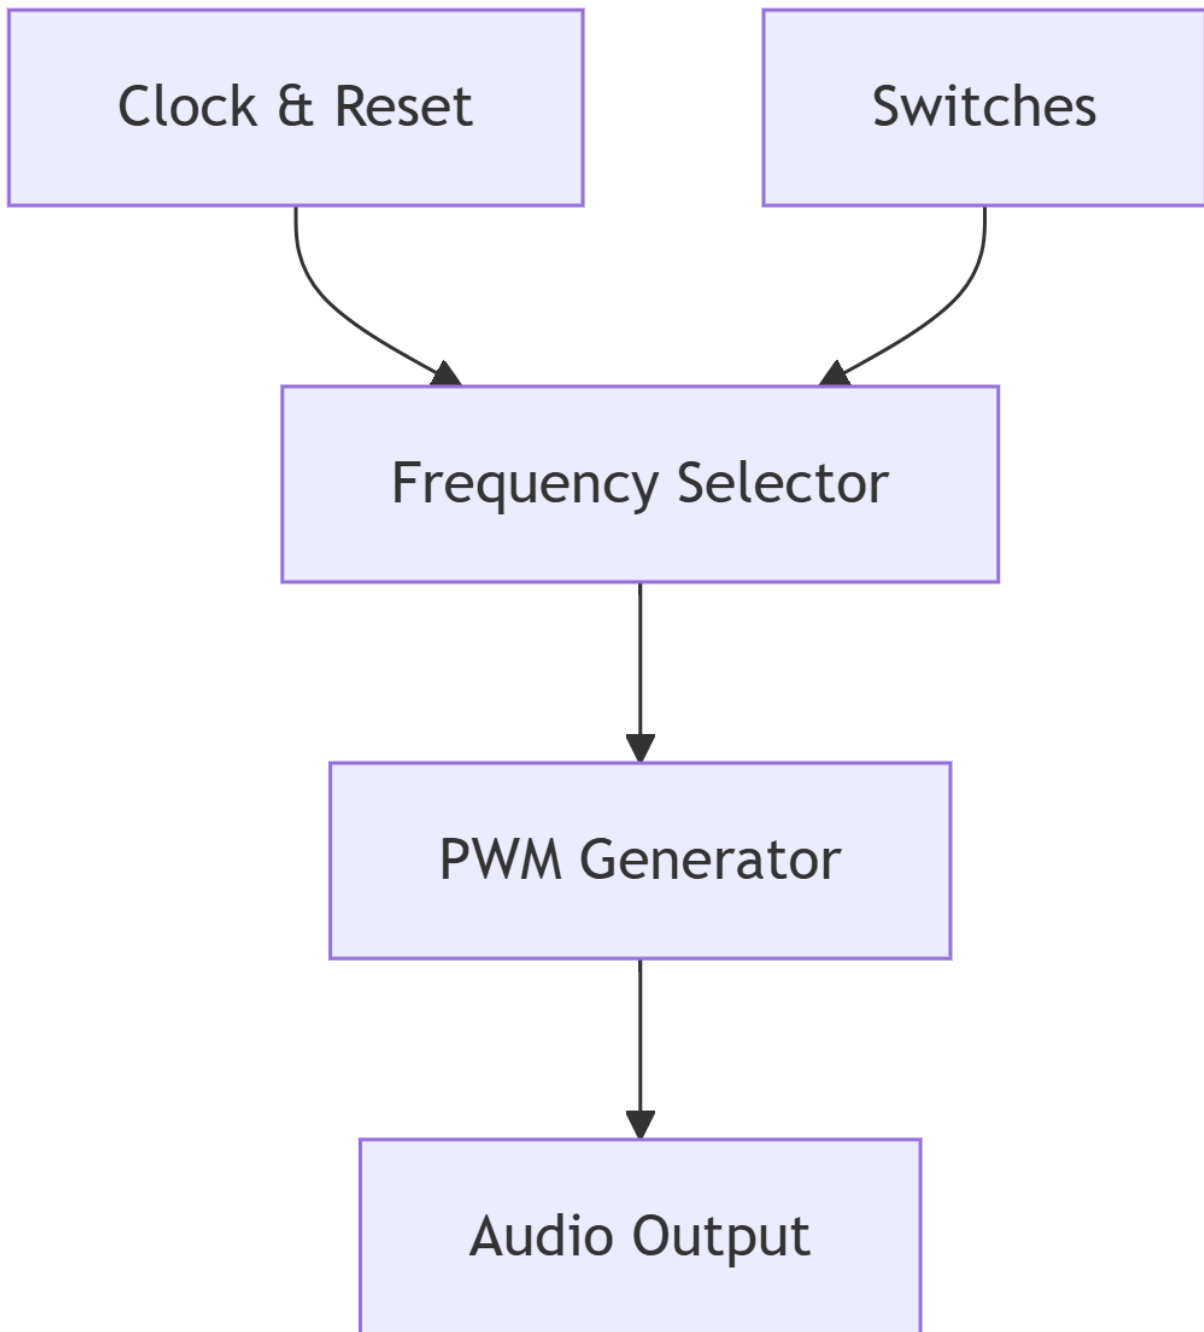 Clock & Reset
Switches
Frequency Selector
PWM Generator
Audio Output